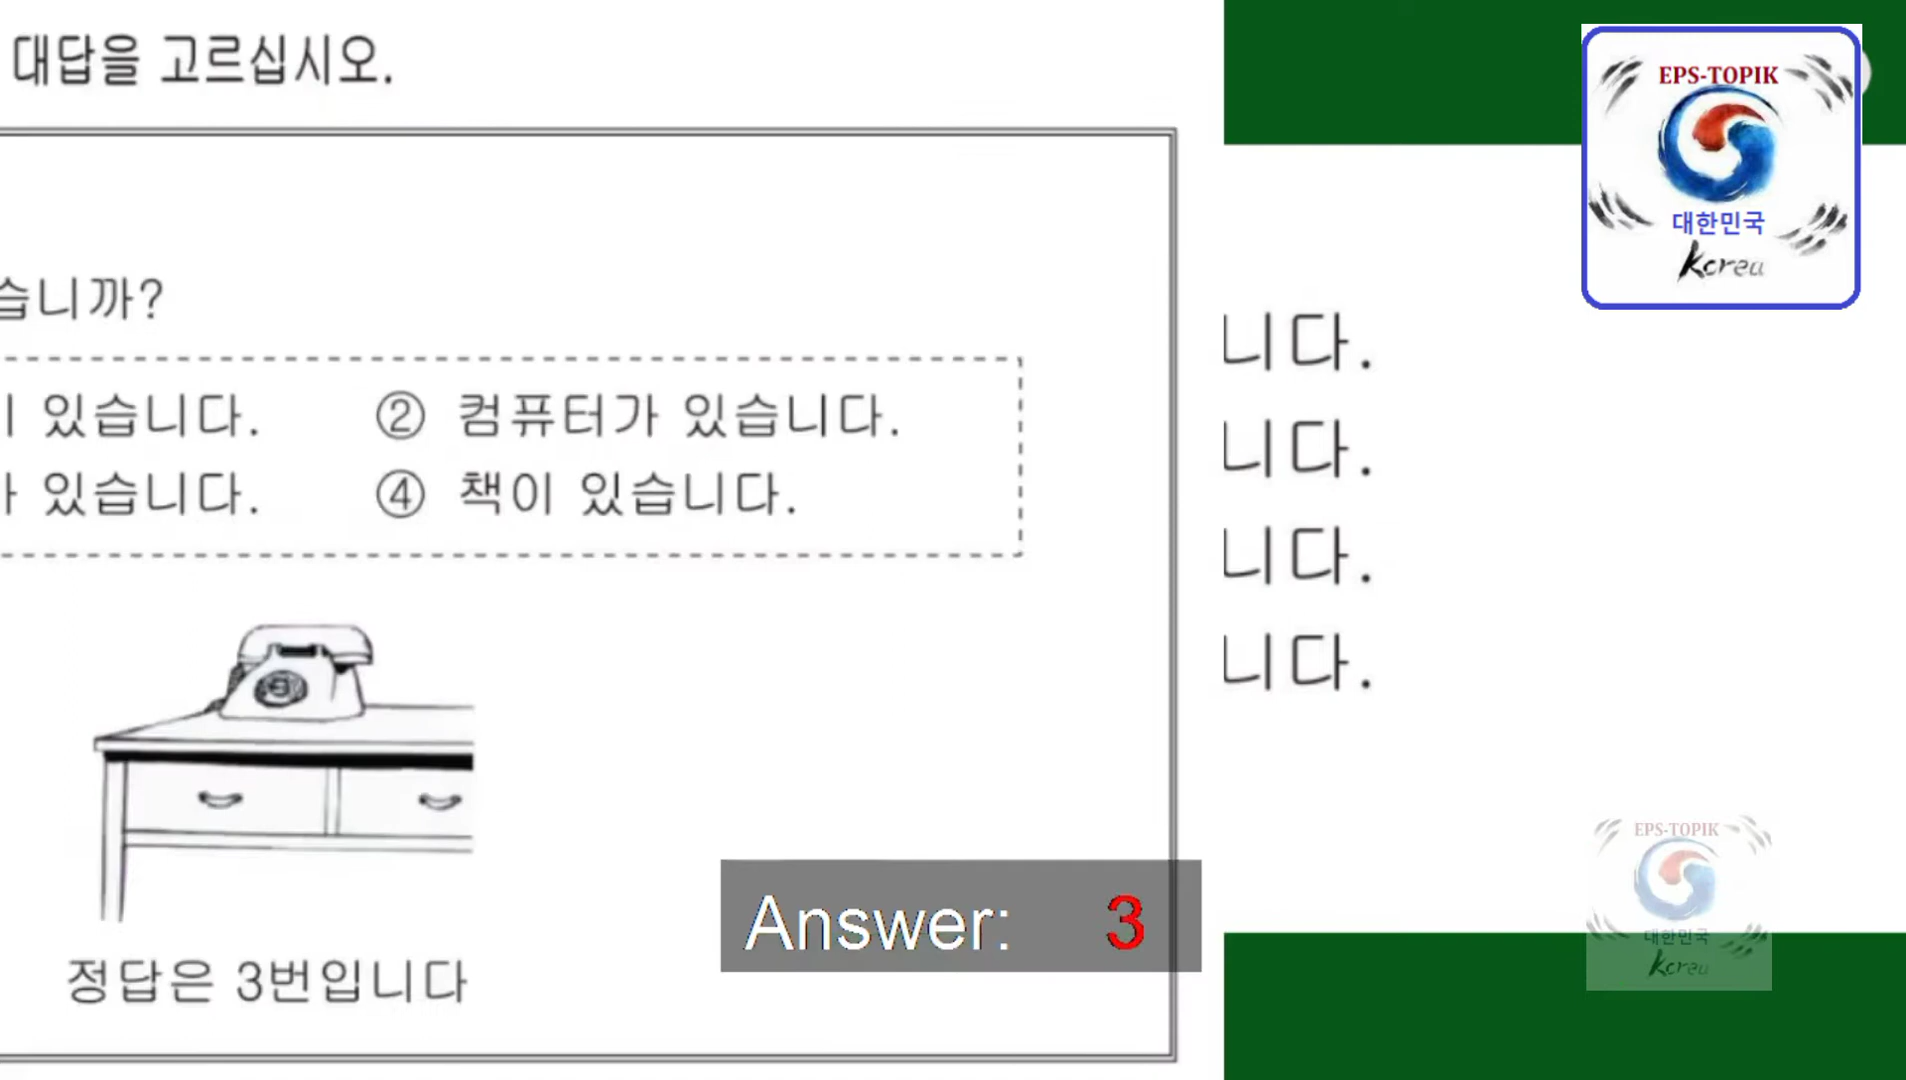 대답을 고르십시오.
EPS-TOPIK
대한민국
Korea
습니까?
니다.
이 있습니다. ② 컴퓨터가 있습니다.
니다.
있습니다. ④ 책이 있습니다.
니다.
니다.
EPS-TOPIK
대한민국
Korea
Answer: 3
정답은 3번입니다